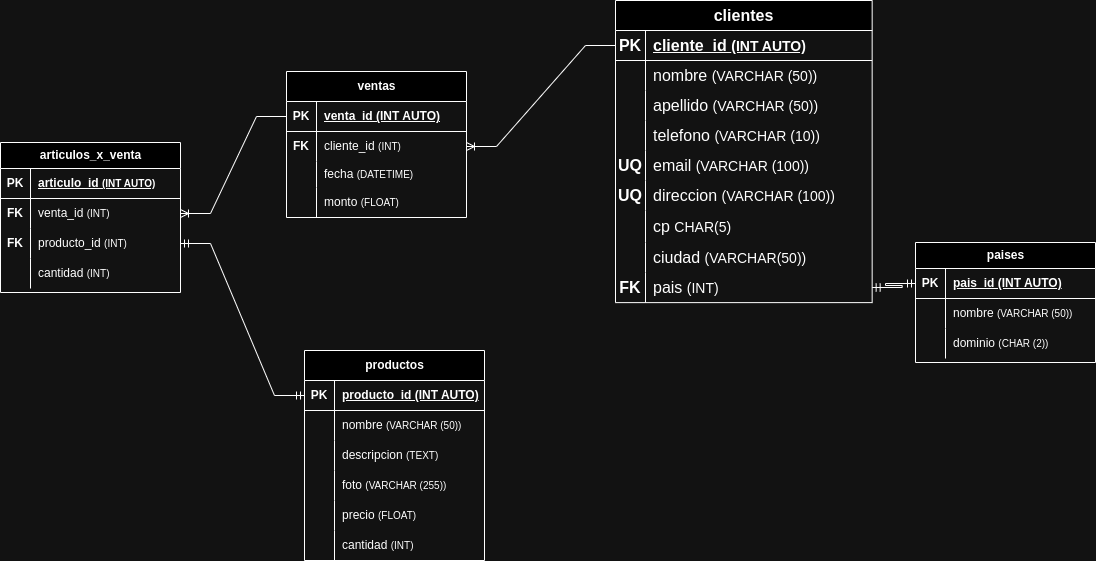 clientes
PK cliente_id (INT AUTO)
nombre (VARCHAR (50))
apellido (VARCHAR (50))
telefono (VARCHAR (10))
UQ email (VARCHAR (100))
UQ direccion (VARCHAR (100))
cp CHAR(5)
ciudad (VARCHAR(50))
FK pais (INT)
ventas
PK venta_id (INT AUTO)
FK cliente_id (INT)
fecha (DATETIME)
monto (FLOAT)
articulos_x_venta
PK articulo_id (INT AUTO)
FK venta_id (INT)
FK producto_id (INT)
cantidad (INT)
paises
PK pais_id (INT AUTO)
nombre (VARCHAR (50))
dominio (CHAR (2))
productos
PK producto_id (INT AUTO)
nombre (VARCHAR (50))
descripcion (TEXT)
foto (VARCHAR (255))
precio (FLOAT)
cantidad (INT)